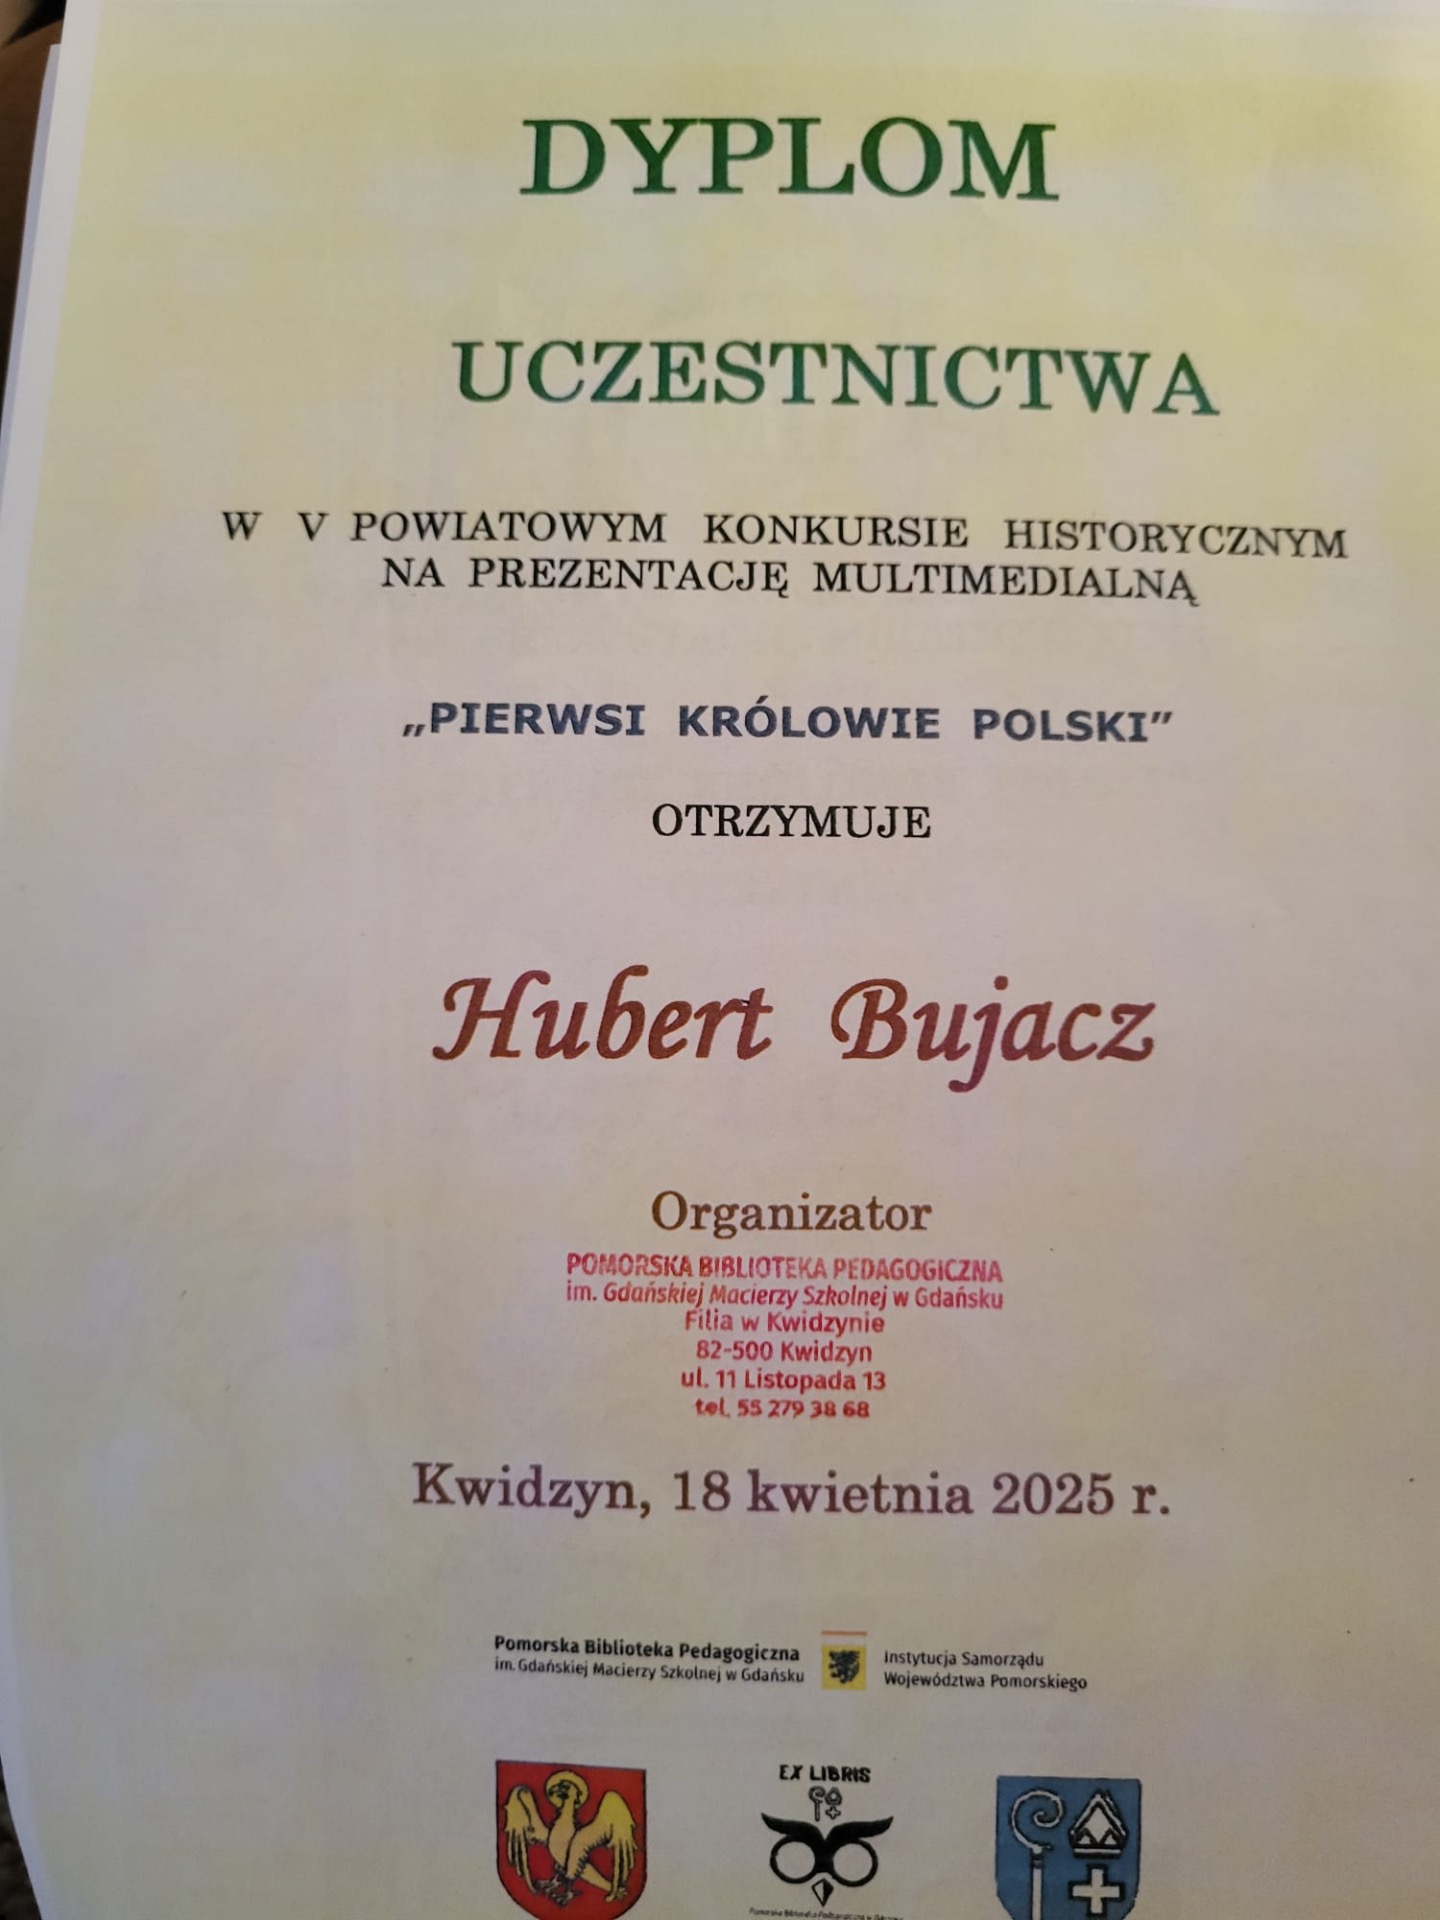 DYPLOM
UCZESTNICTWA
W V POWIATOWYM KONKURSIE HISTORYCZNYM
NA PREZENTACJĘ MULTIMEDIALNĄ
„PIERWSI KRÓLOWIE POLSKI”
OTRZYMUJE
Hubert Bujacz
Organizator
POMORSKA BIBLIOTEKA PEDAGOGICZNA
im. Gdańskiej Macierzy Szkolnej w Gdańsku
Filia w Kwidzynie
82-500 Kwidzyn
ul. 11 Listopada 13
tel. 55 279 38 68
Kwidzyn, 18 kwietnia 2025 r.
Pomorska Biblioteka Pedagogiczna
im. Gdańskiej Macierzy Szkolnej w Gdańsku
Instytucja Samorządu
Województwa Pomorskiego
EX LIBRIS